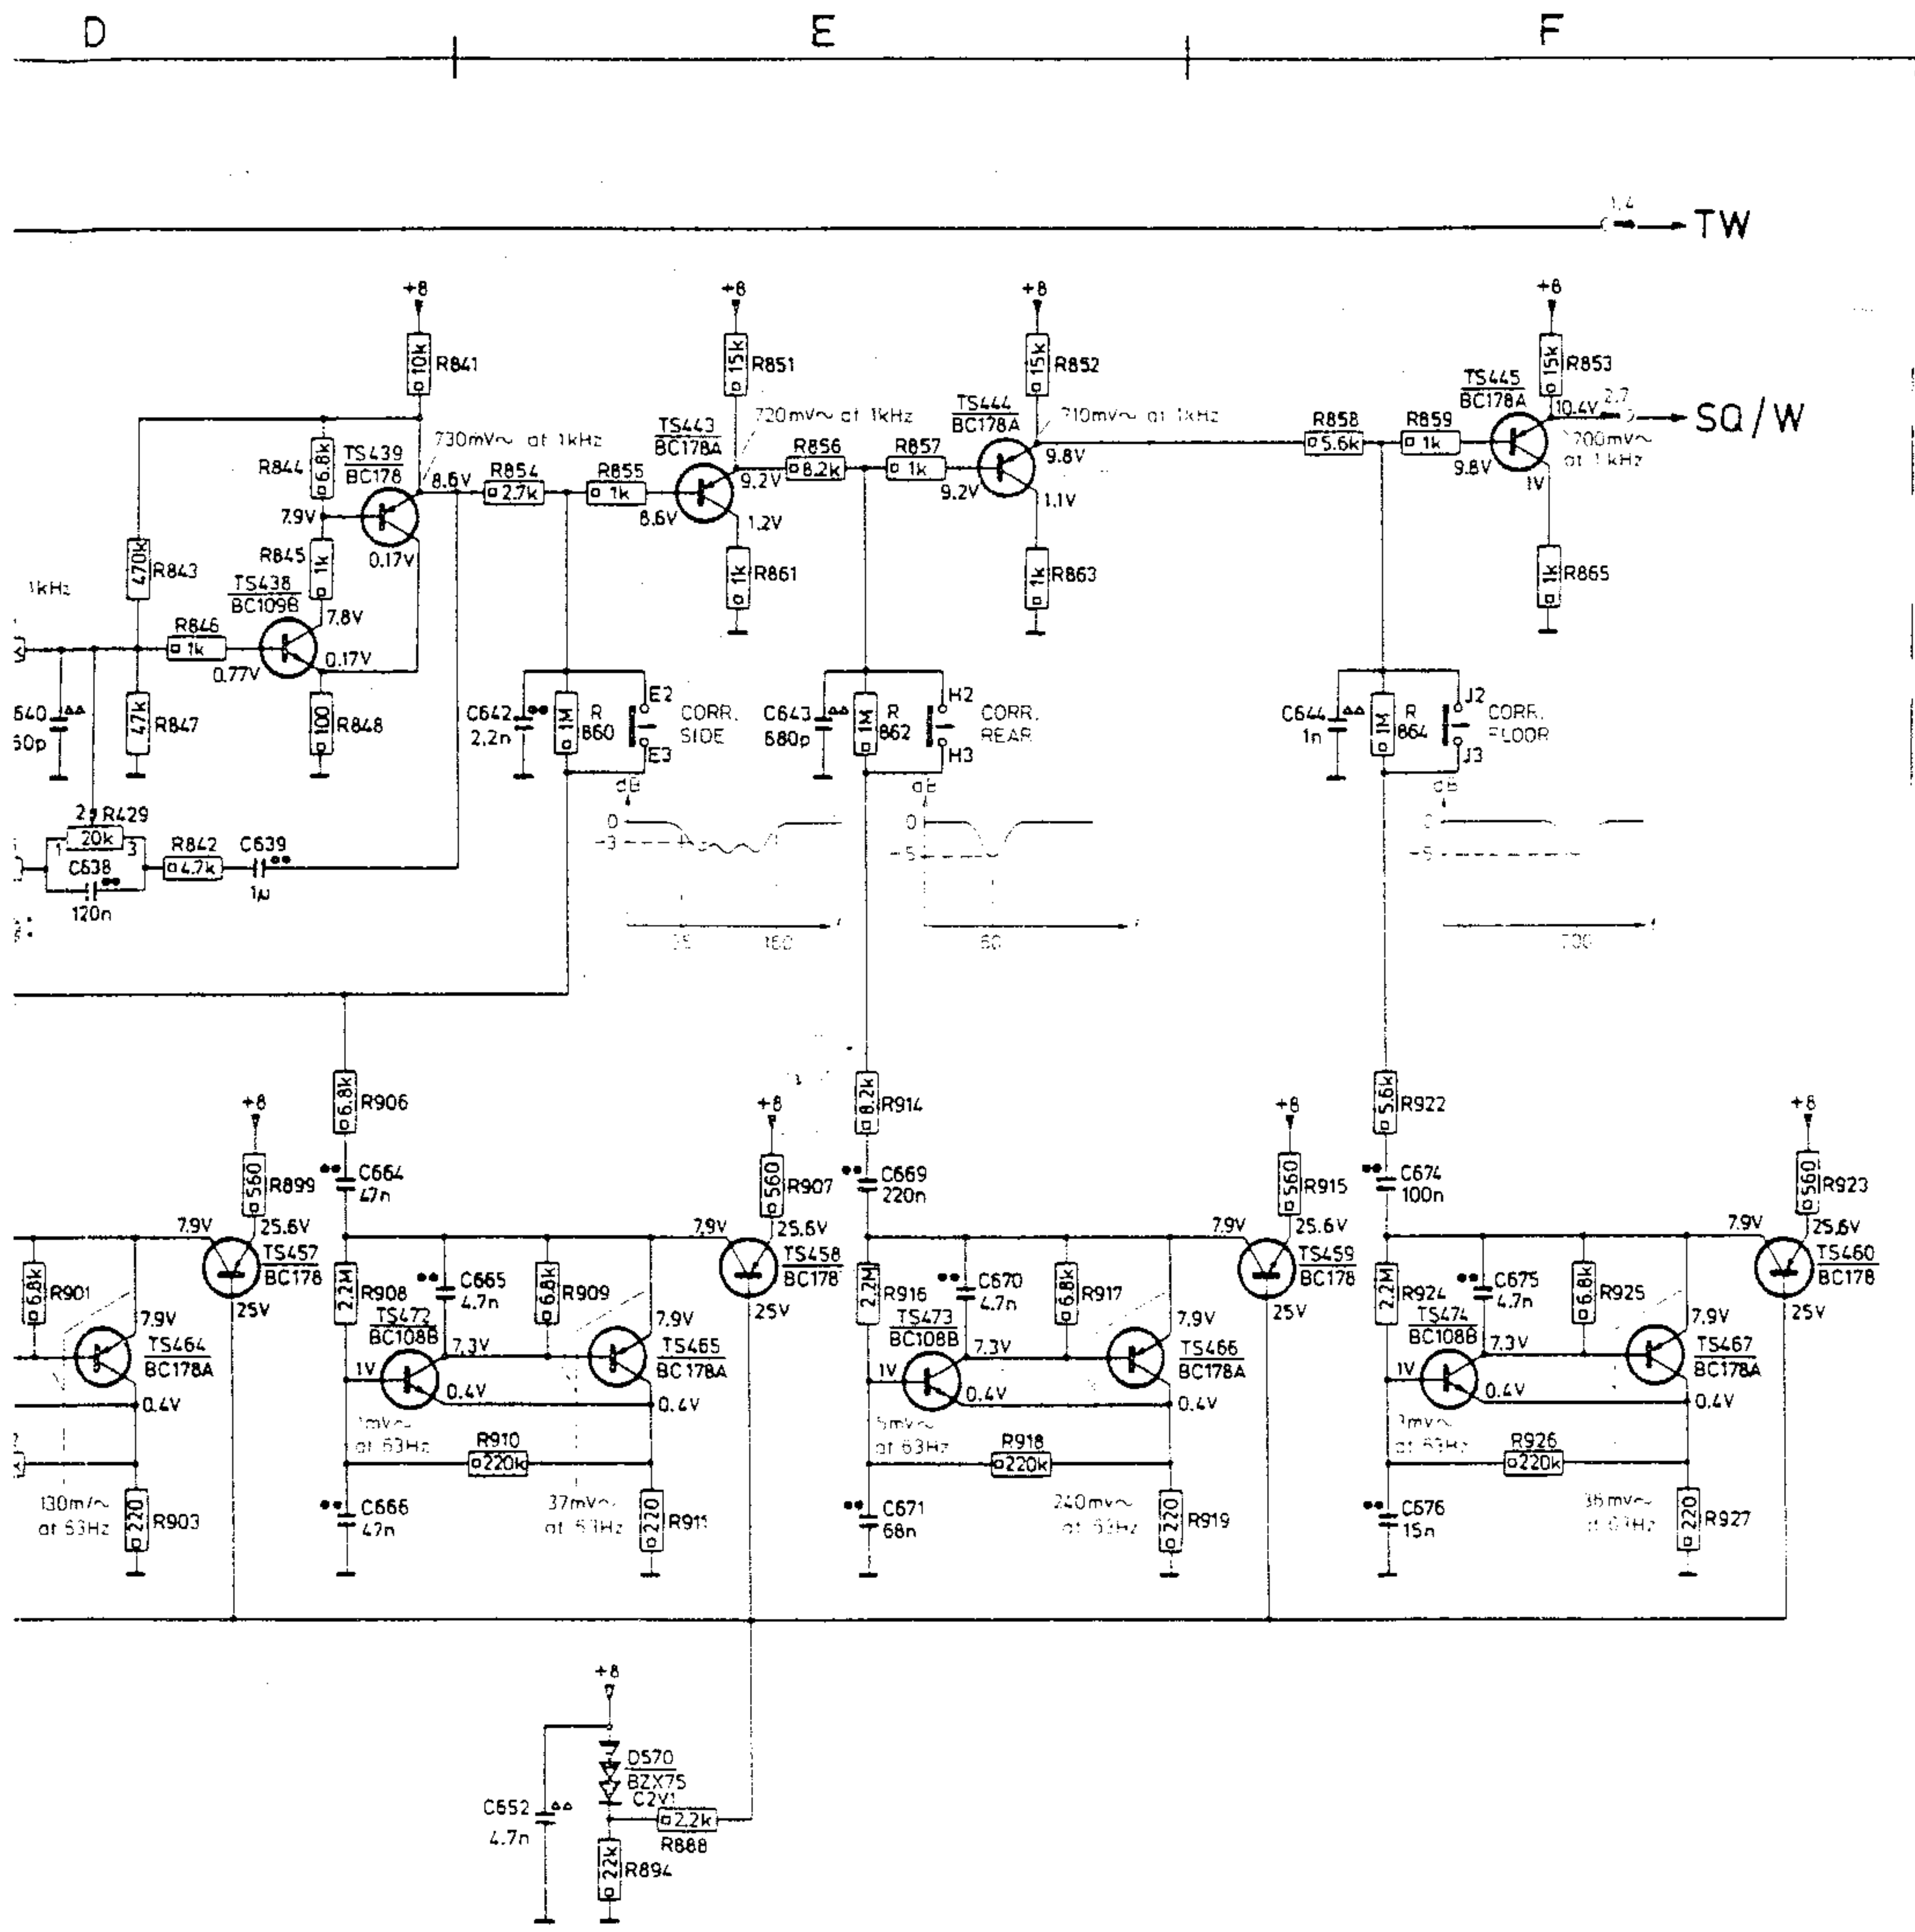 D
E
F
1,4
TW
+8
+8
+8
+8
10k
R841
15k
R851
15k
R852
15k
R853
TS445
BC178A
10.4V
2.7
SQ/W
730mV~ at 1kHz
TS443
BC178A
720mV~ at 1kHz
TS444
BC178A
710mV~ at 1kHz
700mV~
at 1kHz
R844
6.8k
TS439
BC178
8.6V
R854
2.7k
R855
1k
8.6V
9.2V
R856
8.2k
R857
1k
9.2V
9.8V
R858
5.6k
R859
1k
9.8V
1V
7.9V
0.17V
1.2V
1.1V
R845
1k
470k
R843
1k
R861
1k
R863
1k
R865
1kHz
TS438
BC109B
7.8V
R846
1k
0.77V
0.17V
640
60p
47k
R847
100
R848
C642
2.2n
1M
R
860
E2
E3
CORR.
SIDE
C643
680p
1M
R
862
H2
H3
CORR.
REAR
C644
1n
1M
R
864
J2
J3
CORR.
FLOOR
dB
0
-3
dB
0
-5
dB
2
R429
20k
1
3
C638
120n
R842
4.7k
C639
1µ
160
60
6.8k
R906
8.2k
R914
5.6k
R922
+8
+8
+8
+8
560
R899
C664
47n
560
R907
C669
220n
560
R915
C674
100n
560
R923
7.9V
25.6V
TS457
BC178
25V
7.9V
25.6V
TS458
BC178
25V
7.9V
25.6V
TS459
BC178
25V
7.9V
25.6V
TS460
BC178
25V
6.8k
R901
2.2M
R908
C665
4.7n
6.8k
R909
2.2M
R916
C670
4.7n
6.8k
R917
2.2M
R924
C675
4.7n
6.8k
R925
7.9V
TS464
BC178A
0.4V
TS472
BC108B
7.3V
1V
0.4V
7.9V
TS465
BC178A
0.4V
TS473
BC108B
7.3V
1V
0.4V
7.9V
TS466
BC178A
0.4V
TS474
BC108B
7.3V
1V
0.4V
7.9V
TS467
BC178A
0.4V
1mV~
at 63Hz
5mV~
at 63Hz
at 63Hz
R910
220k
R918
220k
R926
220k
at 63Hz
220
R903
C666
47n
37mV~
at 63Hz
220
R911
C671
68n
240mV~
at 63Hz
220
R919
C676
15n
36mV~
220
R927
+8
D570
BZX75
C2V1
C652
4.7n
2.2k
R888
22k
R894